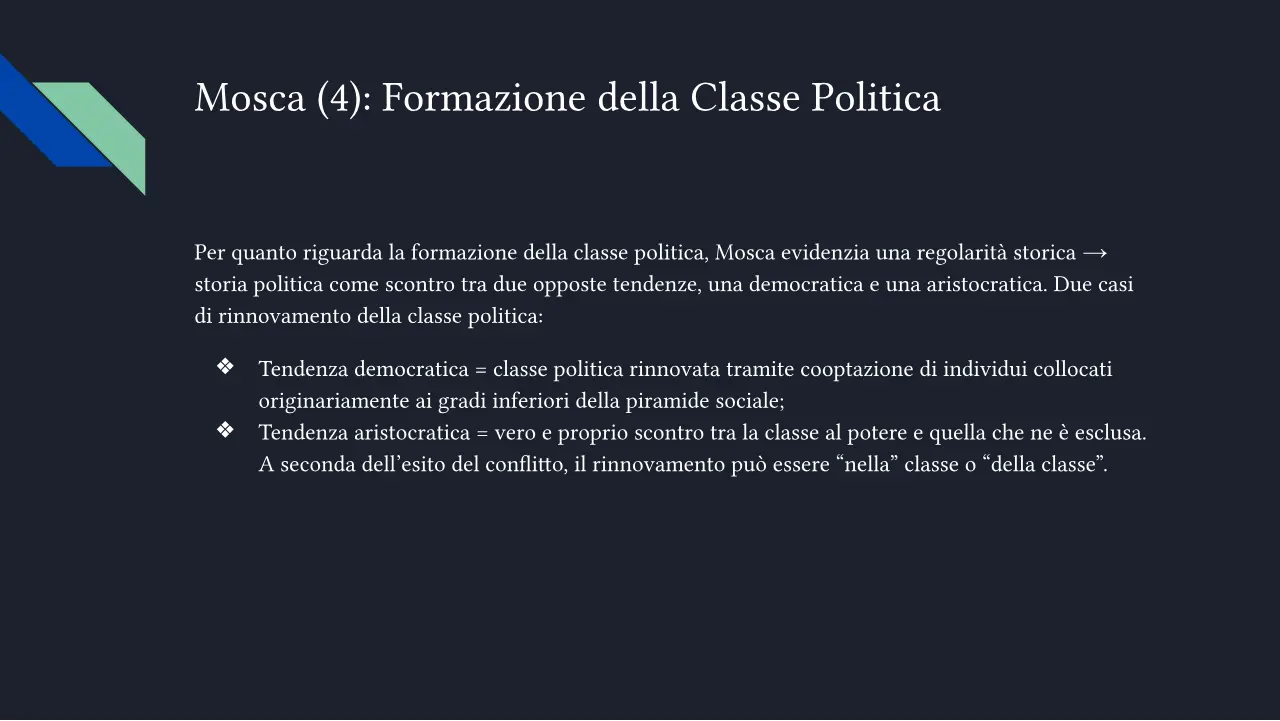 Mosca (4): Formazione della Classe Politica
Per quanto riguarda la formazione della classe politica, Mosca evidenzia una regolarità storica →
storia politica come scontro tra due opposte tendenze, una democratica e una aristocratica. Due casi
di rinnovamento della classe politica:
❖ Tendenza democratica = classe politica rinnovata tramite cooptazione di individui collocati
originariamente ai gradi inferiori della piramide sociale;
❖ Tendenza aristocratica = vero e proprio scontro tra la classe al potere e quella che ne è esclusa.
A seconda dell’esito del conflitto, il rinnovamento può essere “nella” classe o “della classe”.